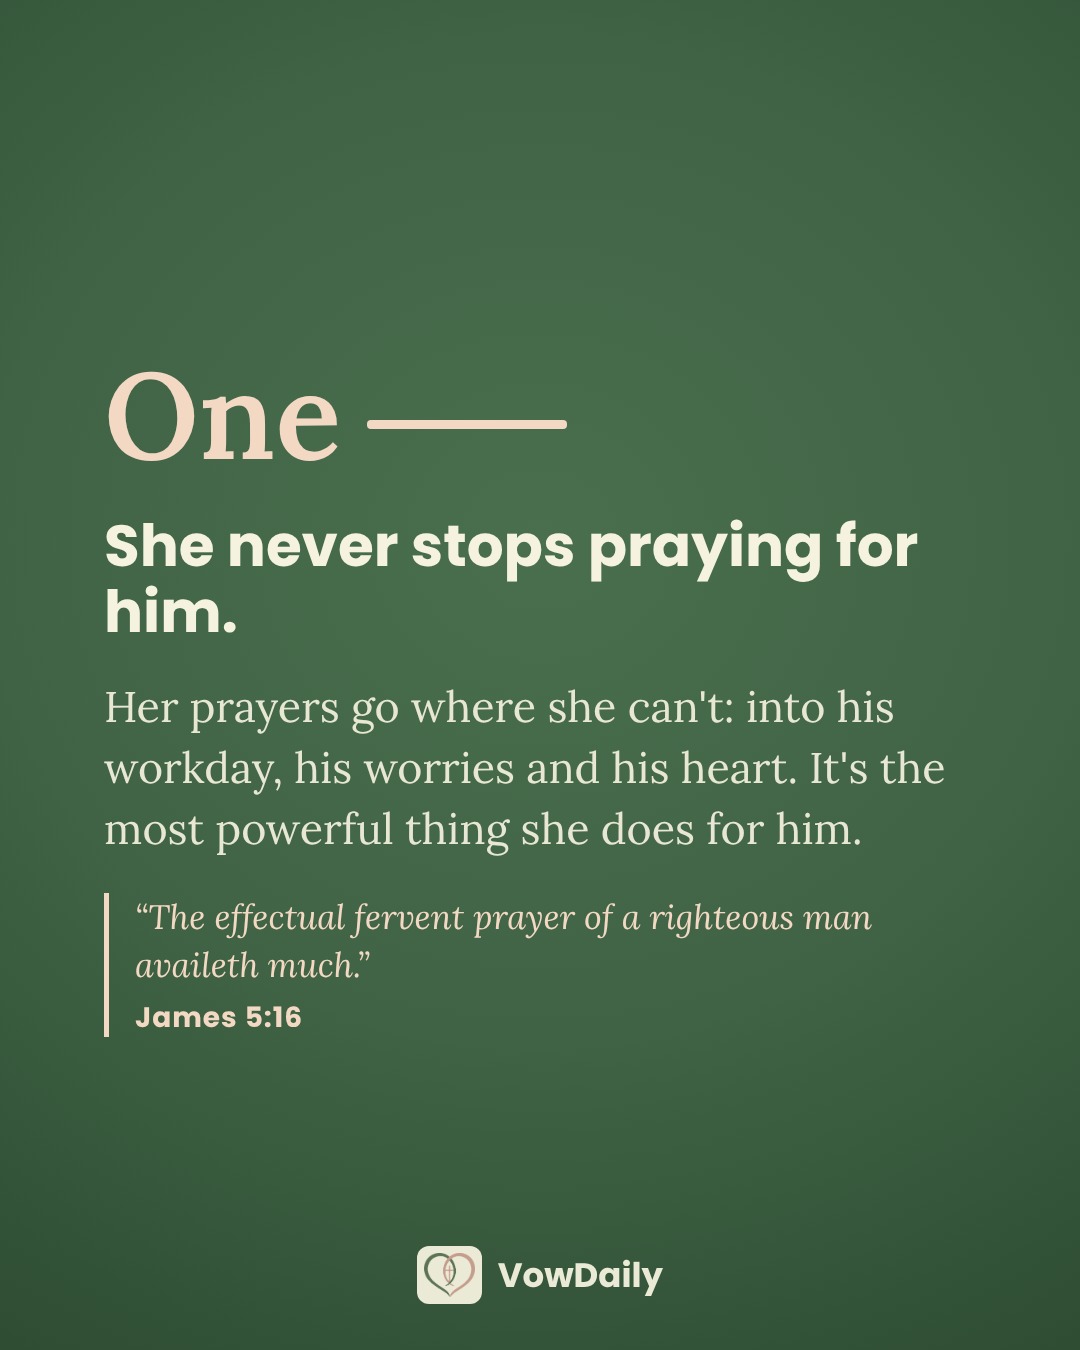 One
She never stops praying for
him.
Her prayers go where she can't: into his
workday, his worries and his heart. It's the
most powerful thing she does for him.
“The effectual fervent prayer of a righteous man
availeth much.”
James 5:16
VowDaily